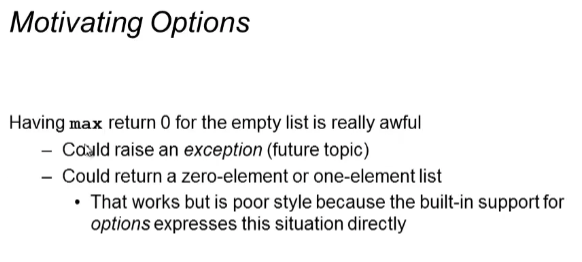 Motivating Options
Having max return 0 for the empty list is really awful
– Could raise an exception (future topic)
– Could return a zero-element or one-element list
• That works but is poor style because the built-in support for
options expresses this situation directly